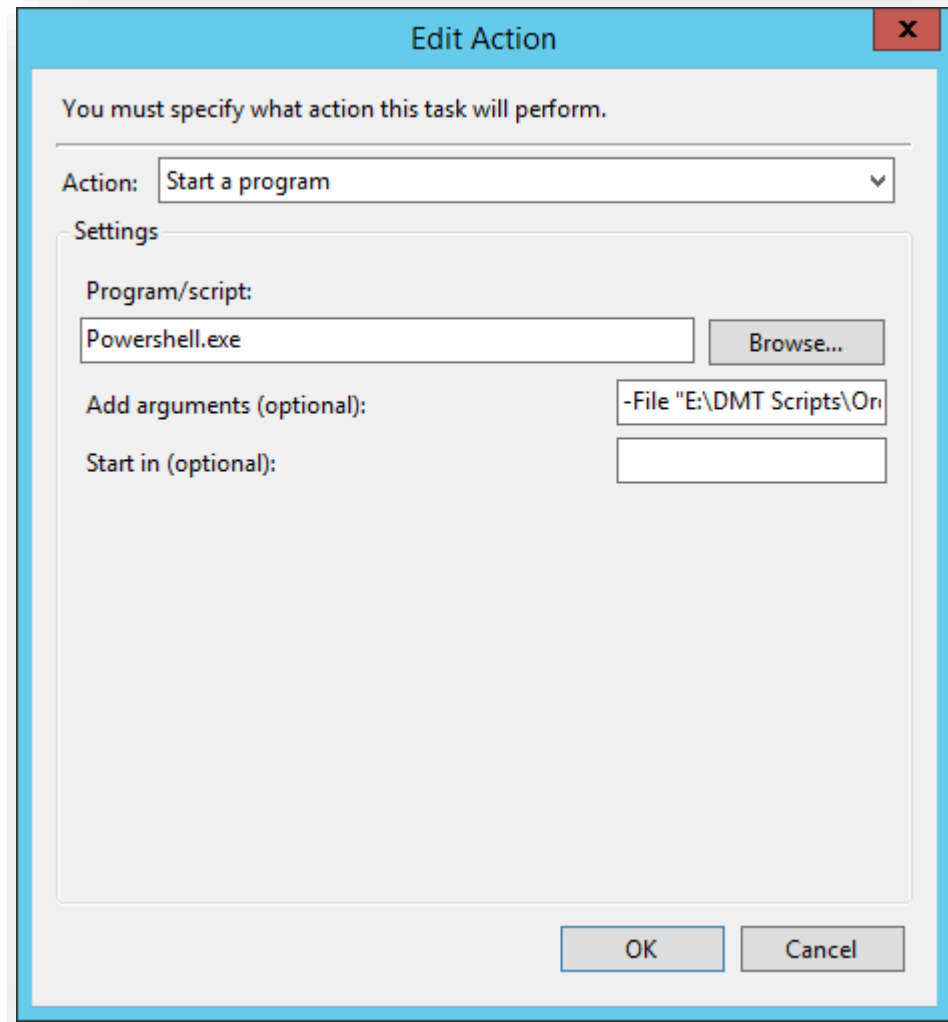 Edit Action
x
You must specify what action this task will perform.
Action: Start a program
Settings
Program/script:
Powershell.exe Browse...
Add arguments (optional): -File "E:\DMT Scripts\
Start in (optional):
OK Cancel